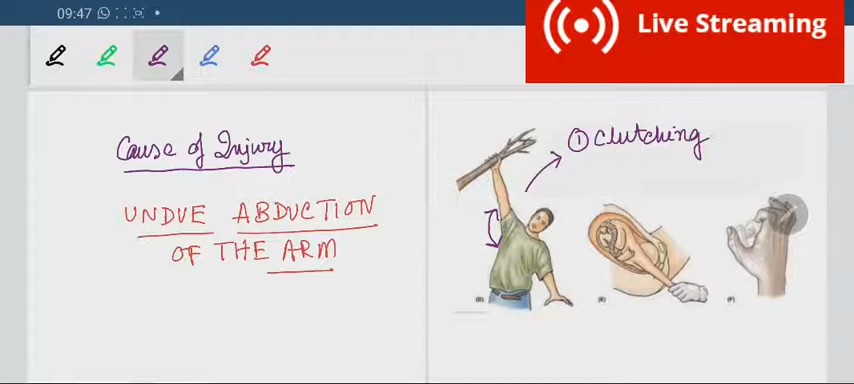 09:47
Live Streaming
Cause of Injury
UNDUE ABDUCTION
OF THE ARM
① Clutching
(D)
(E)
(F)